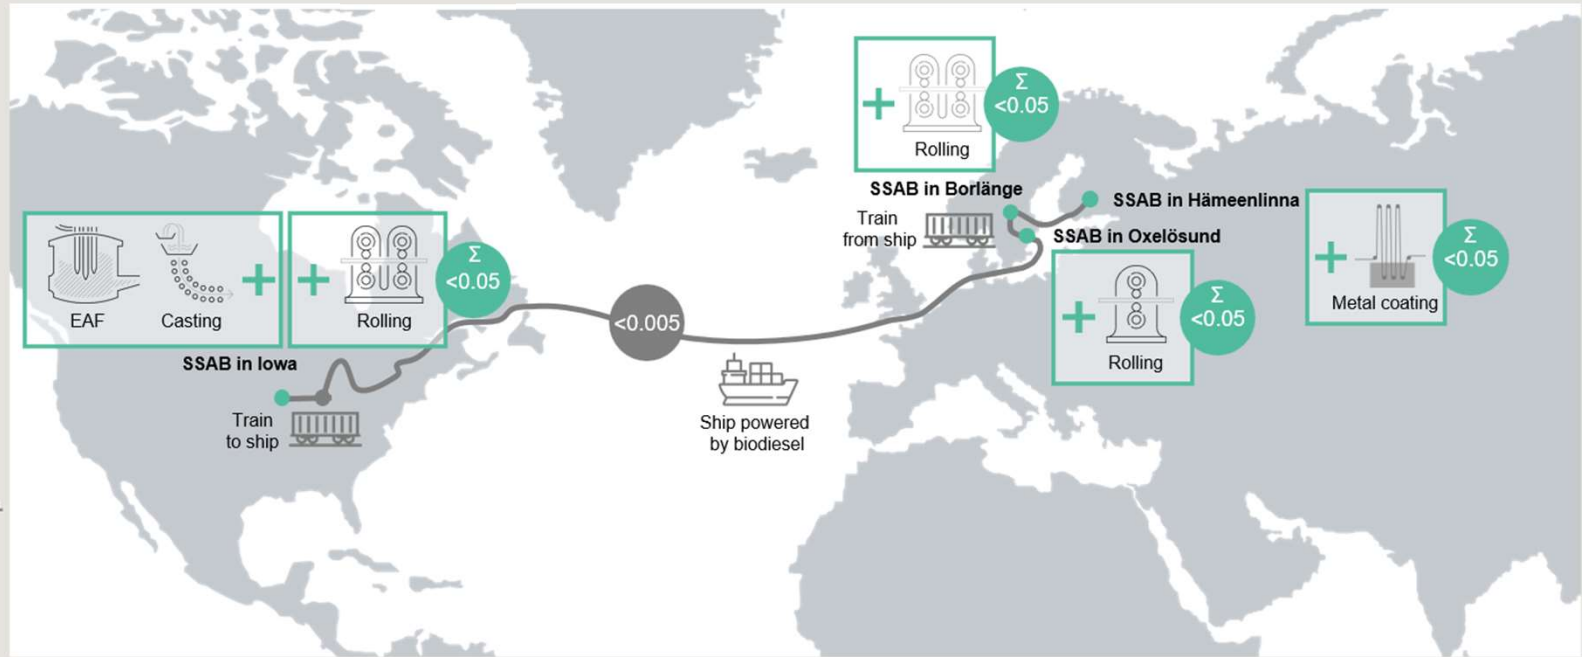 +
Rolling
Σ
<0.05
SSAB in Borlänge
Train
from ship
SSAB in Hämeenlinna
SSAB in Oxelösund
+
Metal coating
Σ
<0.05
EAF
Casting
+
+
Rolling
Σ
<0.05
SSAB in Iowa
Train
to ship
<0.005
Ship powered
by biodiesel
+
Rolling
Σ
<0.05